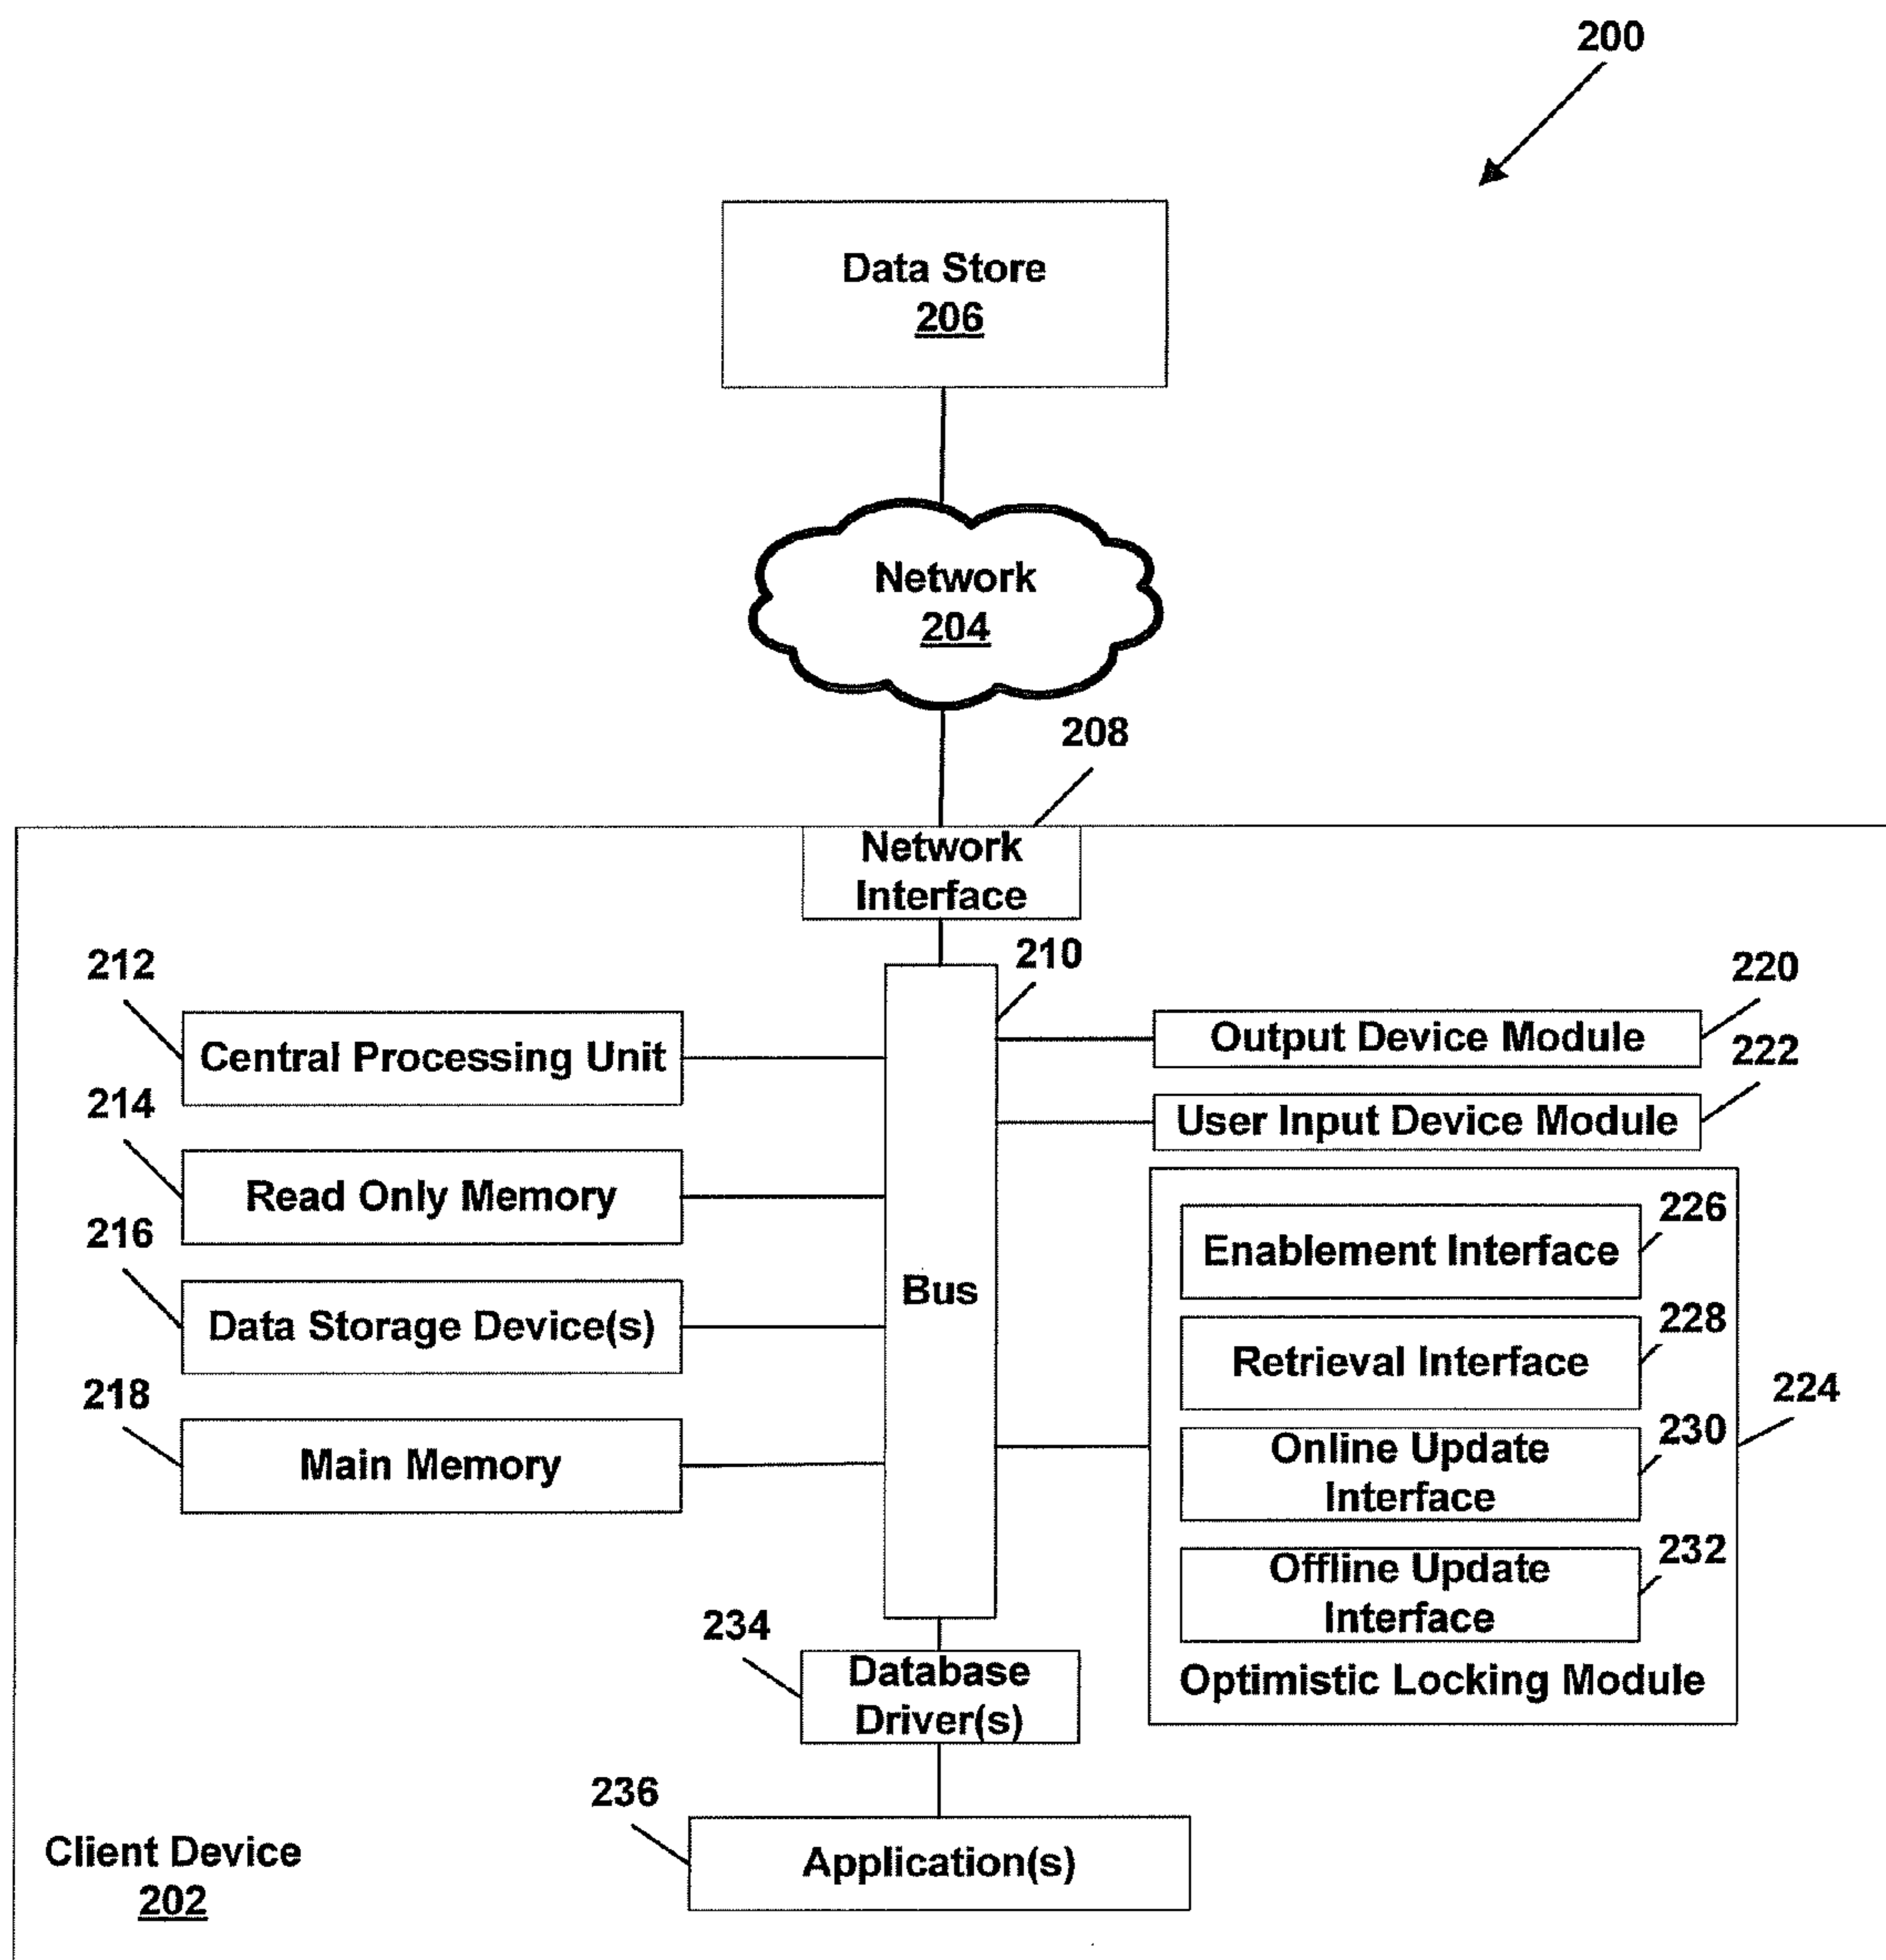 200
Data Store
206
Network
204
208
Network
Interface
210
212
Central Processing Unit
214
Read Only Memory
216
Data Storage Device(s)
218
Main Memory
Bus
220
Output Device Module
222
User Input Device Module
226
Enablement Interface
228
Retrieval Interface
224
230
Online Update
Interface
232
Offline Update
Interface
Optimistic Locking Module
234
Database
Driver(s)
236
Application(s)
Client Device
202